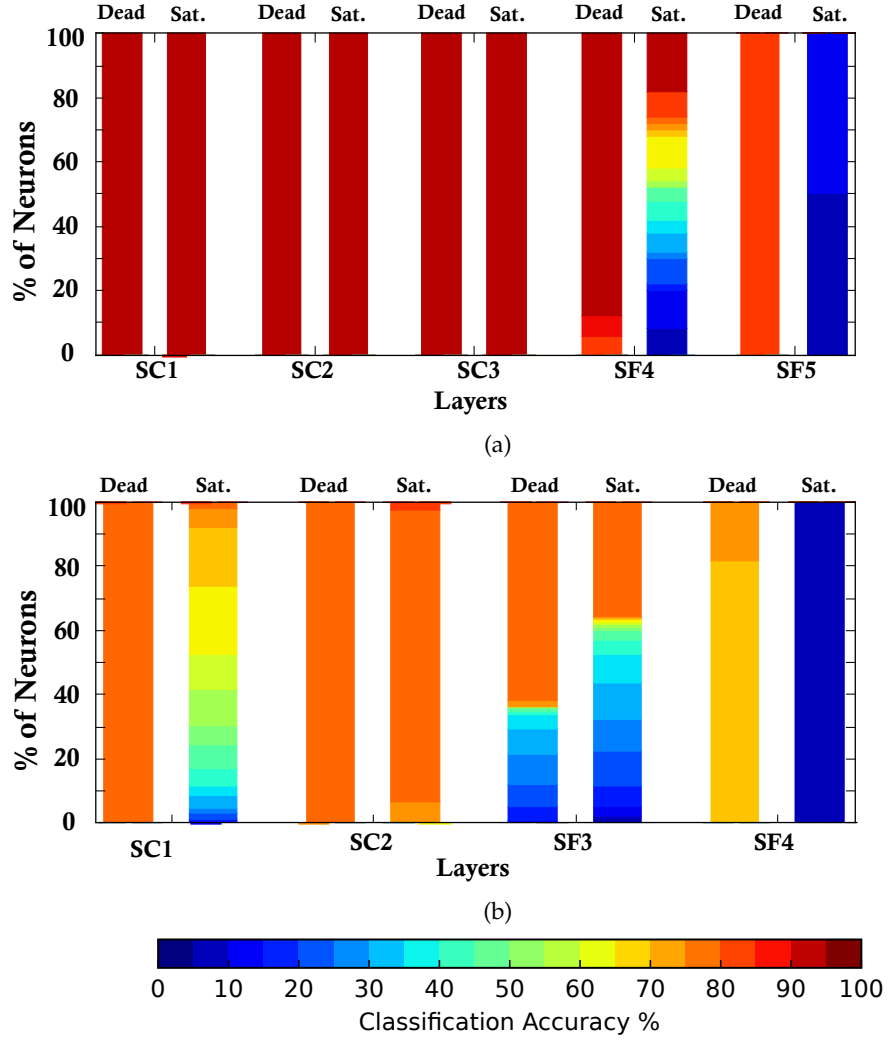 Dead Sat. Dead Sat. Dead Sat. Dead Sat. Dead Sat.
100
80
60
40
20
0
% of Neurons
SC1 SC2 SC3 SF4 SF5
Layers
(a)
Dead Sat. Dead Sat. Dead Sat. Dead Sat.
100
80
60
40
20
0
% of Neurons
SC1 SC2 SF3 SF4
Layers
(b)
0 10 20 30 40 50 60 70 80 90 100
Classification Accuracy %